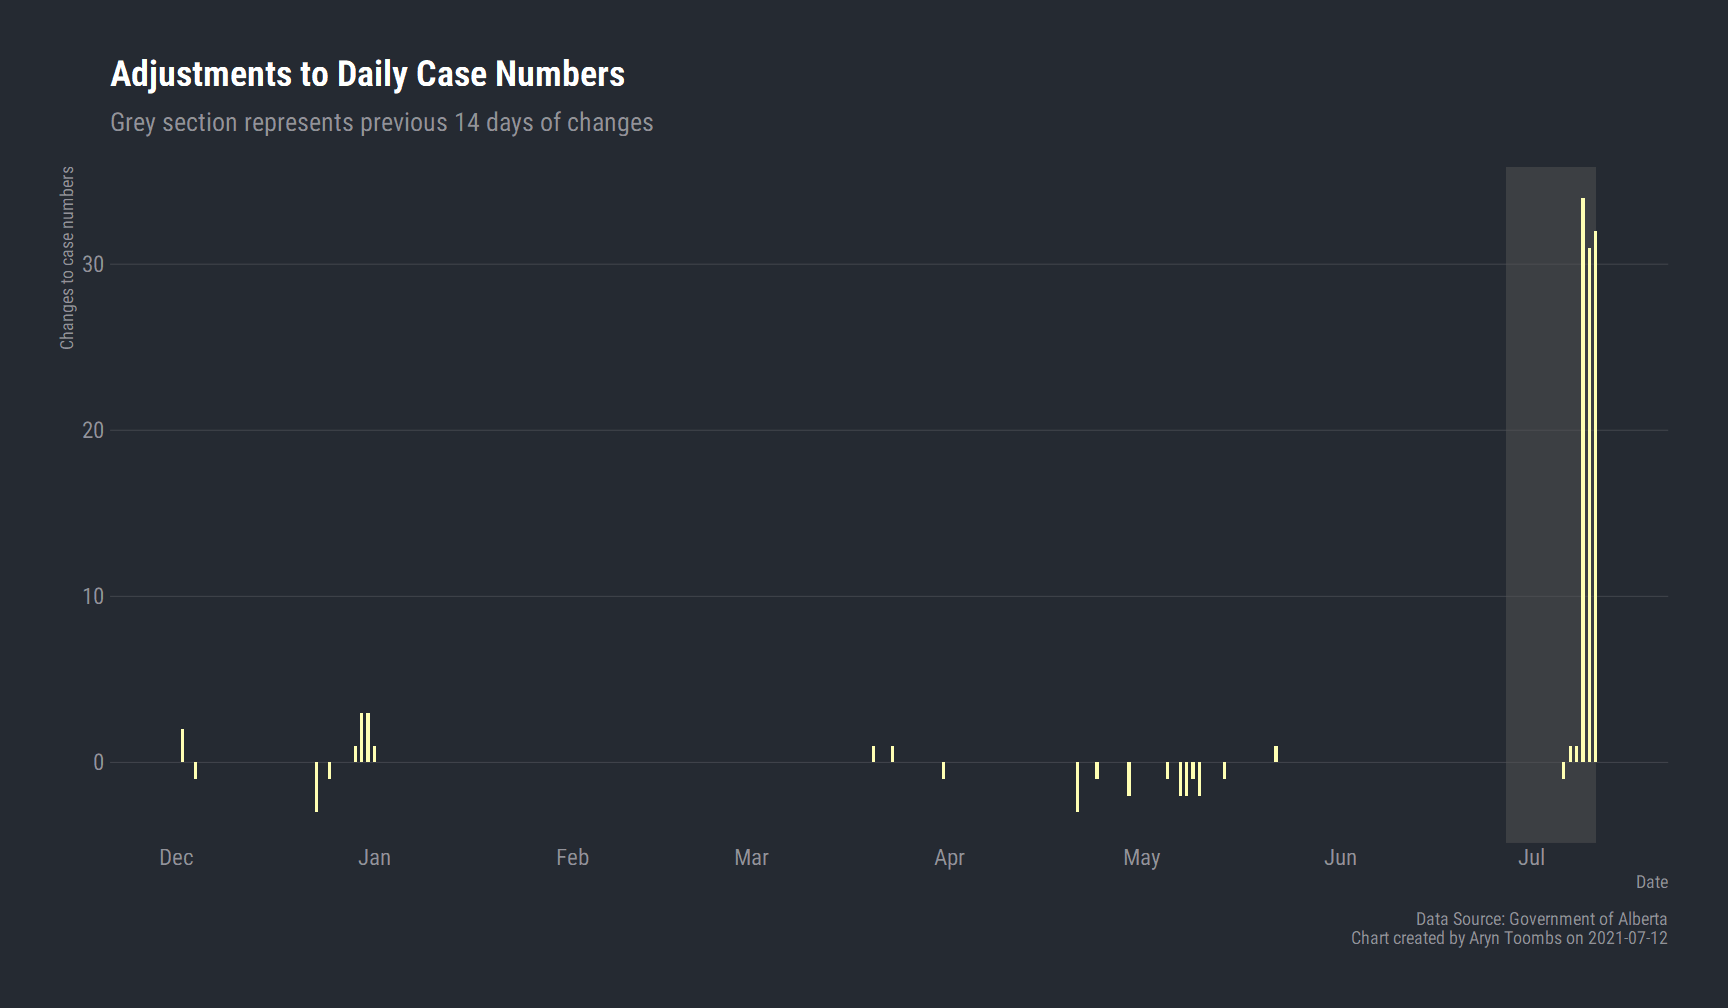 Adjustments to Daily Case Numbers
Grey section represents previous 14 days of changes
Changes to case numbers
30
20
10
0
Dec Jan Feb Mar Apr May Jun Jul
Date
Data Source: Government of Alberta
Chart created by Aryn Toombs on 2021-07-12